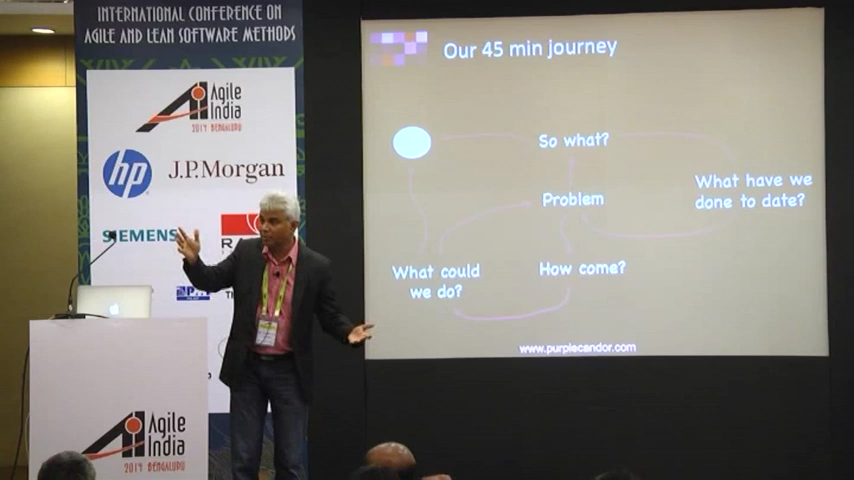 INTERNATIONAL CONFERENCE ON
AGILE AND LEAN SOFTWARE METHODS
Agile
India
2014 BENGALURU
hp
J.P.Morgan
SIEMENS
Agile
India
2014 BENGALURU
Our 45 min journey
So what?
What have we
done to date?
Problem
What could
we do?
How come?
www.purplecandor.com